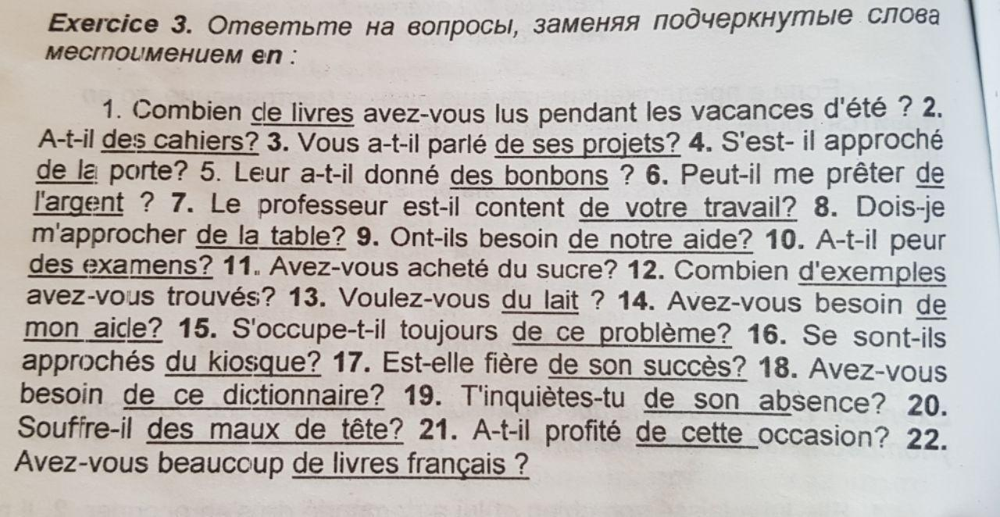 Exercice 3. Ответьте на вопросы, заменяя подчеркнутые слова
местоимением en :
1. Combien de livres avez-vous lus pendant les vacances d'été ? 2.
A-t-il des cahiers? 3. Vous a-t-il parlé de ses projets? 4. S'est- il approché
de la porte? 5. Leur a-t-il donné des bonbons ? 6. Peut-il me prêter de
l'argent ? 7. Le professeur est-il content de votre travail? 8. Dois-je
m'approcher de la table? 9. Ont-ils besoin de notre aide? 10. A-t-il peur
des examens? 11. Avez-vous acheté du sucre? 12. Combien d'exemples
avez-vous trouvés? 13. Voulez-vous du lait ? 14. Avez-vous besoin de
mon aide? 15. S'occupe-t-il toujours de ce problème? 16. Se sont-ils
approchés du kiosque? 17. Est-elle fière de son succès? 18. Avez-vous
besoin de ce dictionnaire? 19. T'inquiètes-tu de son absence? 20.
Souffre-il des maux de tête? 21. A-t-il profité de cette occasion? 22.
Avez-vous beaucoup de livres français ?